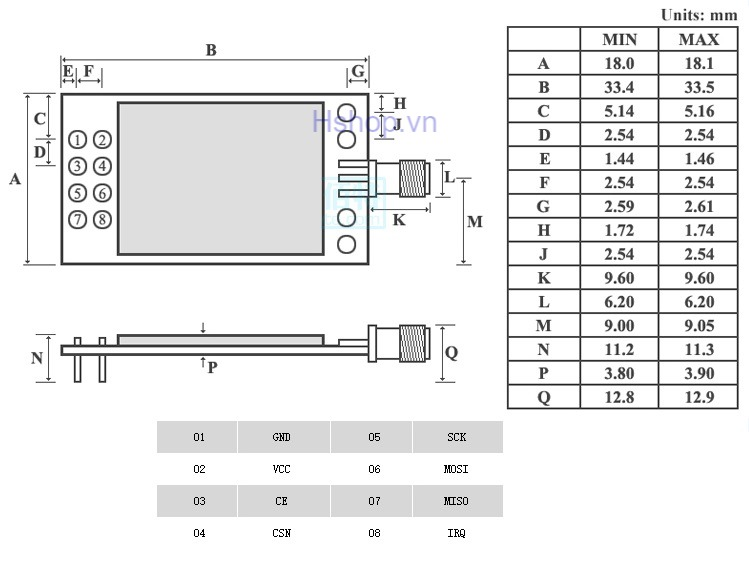 Units: mm
MIN MAX
A 18.0 18.1
B 33.4 33.5
C 5.14 5.16
D 2.54 2.54
E 1.44 1.46
F 2.54 2.54
G 2.59 2.61
H 1.72 1.74
J 2.54 2.54
K 9.60 9.60
L 6.20 6.20
M 9.00 9.05
N 11.2 11.3
P 3.80 3.90
Q 12.8 12.9
B
E F G
H
C J
Hshop.vn
1 2
D
3 4
A L
5 6
K M
7 8
N P Q
01 GND 05 SCK
02 VCC 06 MOSI
03 CE 07 MISO
04 CSN 08 IRQ